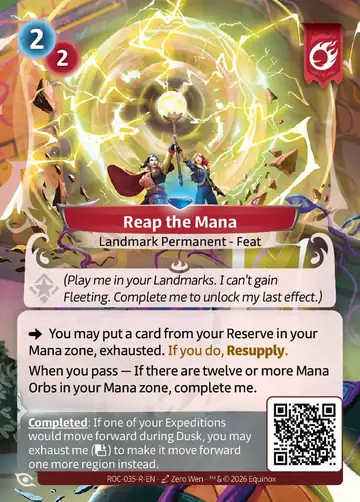 2
2
Reap the Mana
Landmark Permanent - Feat
(Play me in your Landmarks. I can't gain
Fleeting. Complete me to unlock my last effect.)
You may put a card from your Reserve in your
Mana zone, exhausted. If you do, Resupply.
When you pass — If there are twelve or more Mana
Orbs in your Mana zone, complete me.
Completed: If one of your Expeditions
would move forward during Dusk, you may
exhaust me () to make it move forward
one more region instead.
ROC-035-R-EN - Zero Wen - ™ & © 2026 Equinox